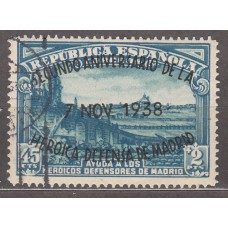 REPUBLICA ESPAÑOLA
SEGUNDO ANIVERSARIO DE LA
7 NOV. 1938
HEROICA DEFENSA DE MADRID
45 CTS
2 PTS
AYUDA A LOS
HEROICOS DEFENSORES DE MADRID